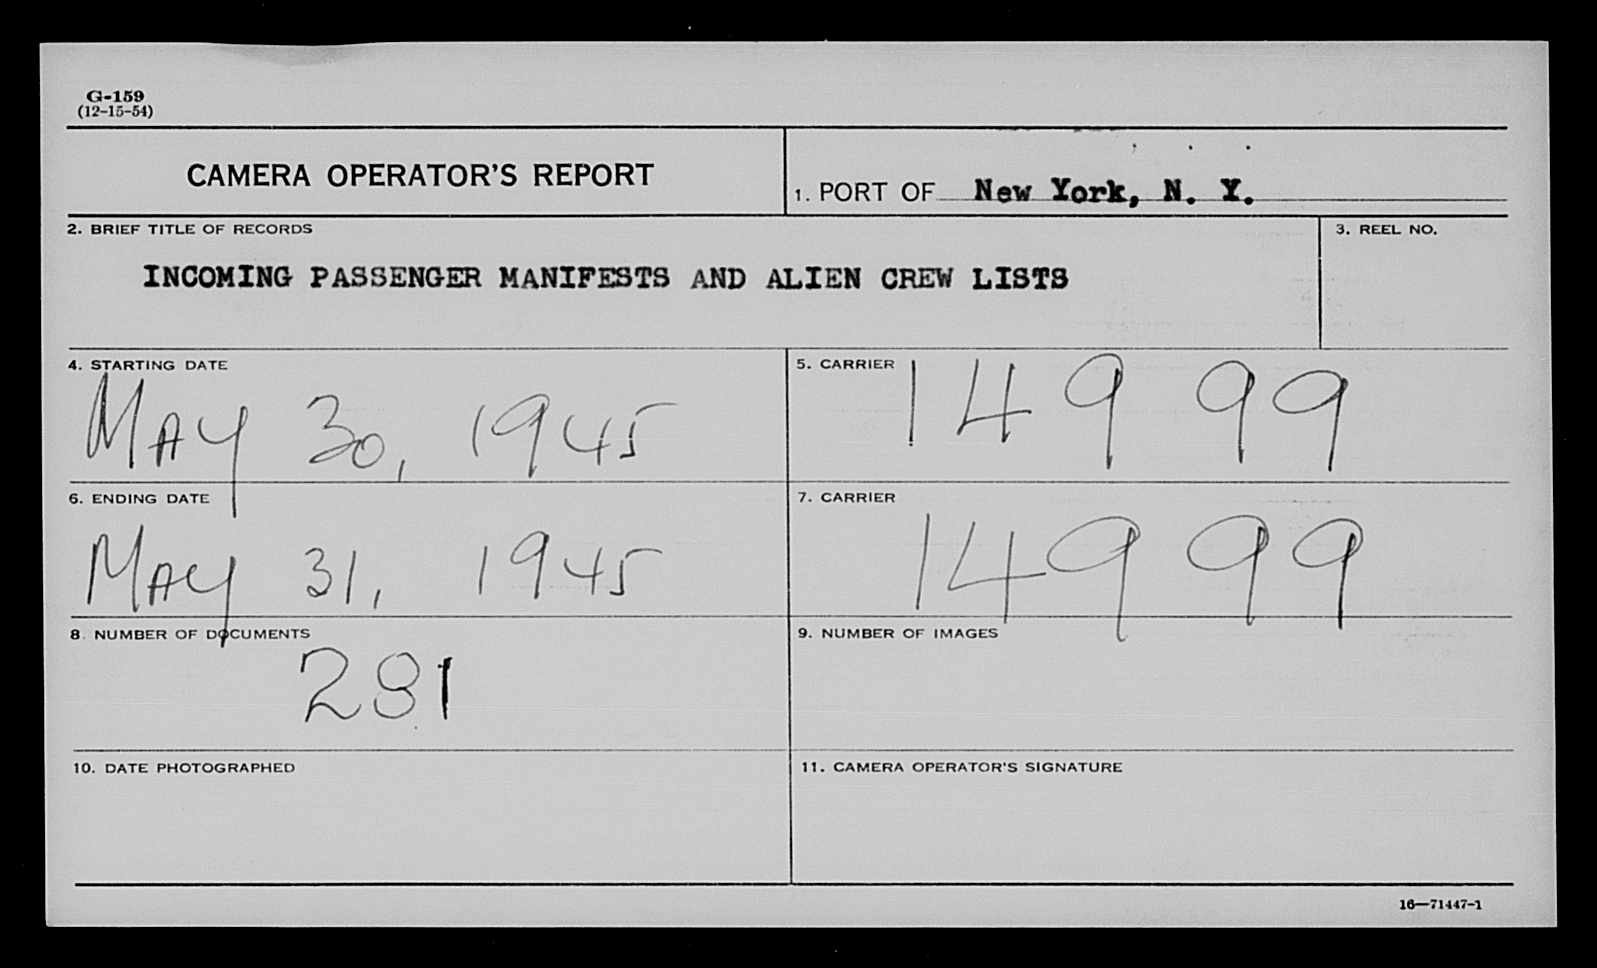 G-159
(12-15-54)
CAMERA OPERATOR'S REPORT
1. PORT OF New York, N. Y.
2. BRIEF TITLE OF RECORDS
3. REEL NO.
INCOMING PASSENGER MANIFESTS AND ALIEN CREW LISTS
4. STARTING DATE
5. CARRIER 14999
MAY 30, 1945
6. ENDING DATE
7. CARRIER
MAY 31, 1945
14999
8. NUMBER OF DOCUMENTS
9. NUMBER OF IMAGES
281
10. DATE PHOTOGRAPHED
11. CAMERA OPERATOR'S SIGNATURE
16—71447-1